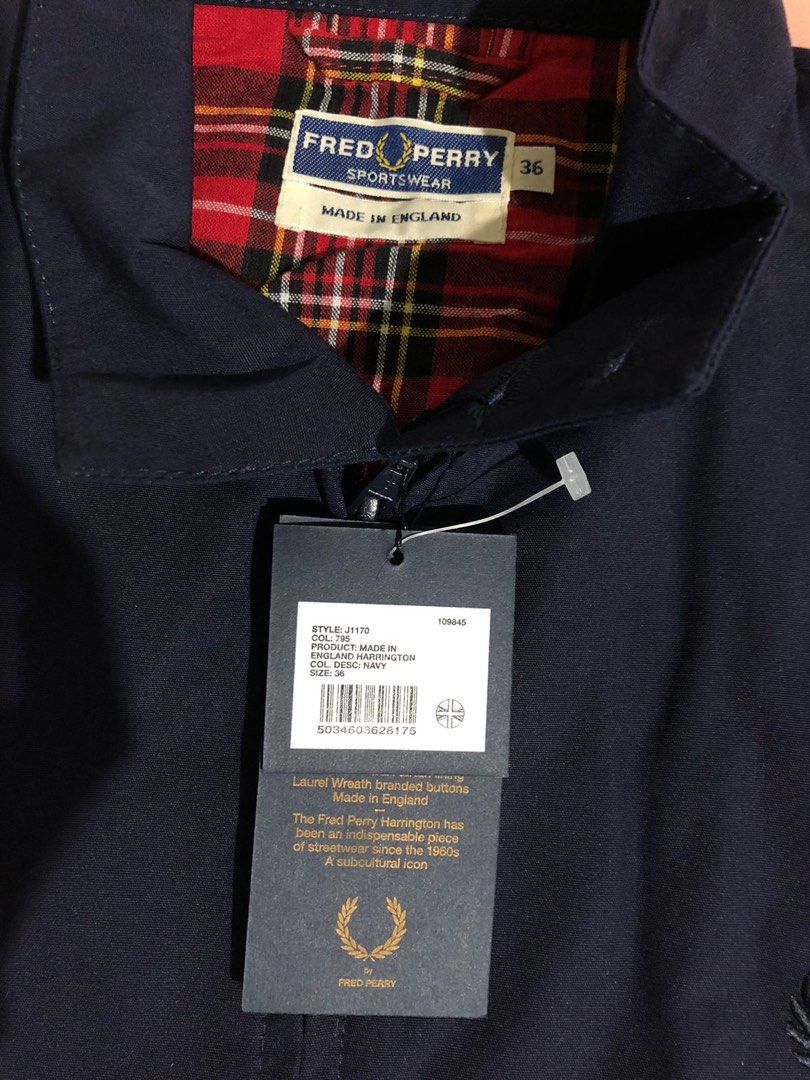 FRED PERRY
SPORTSWEAR
36
MADE IN ENGLAND
109845
STYLE: J1170
COL: 795
PRODUCT: MADE IN
ENGLAND HARRINGTON
COL. DESC: NAVY
SIZE: 36
5034603628175
lining
Laurel Wreath branded buttons
Made in England
The Fred Perry Harrington has
been an indispensable piece
of streetwear since the 1960s
A subcultural icon
by
FRED PERRY